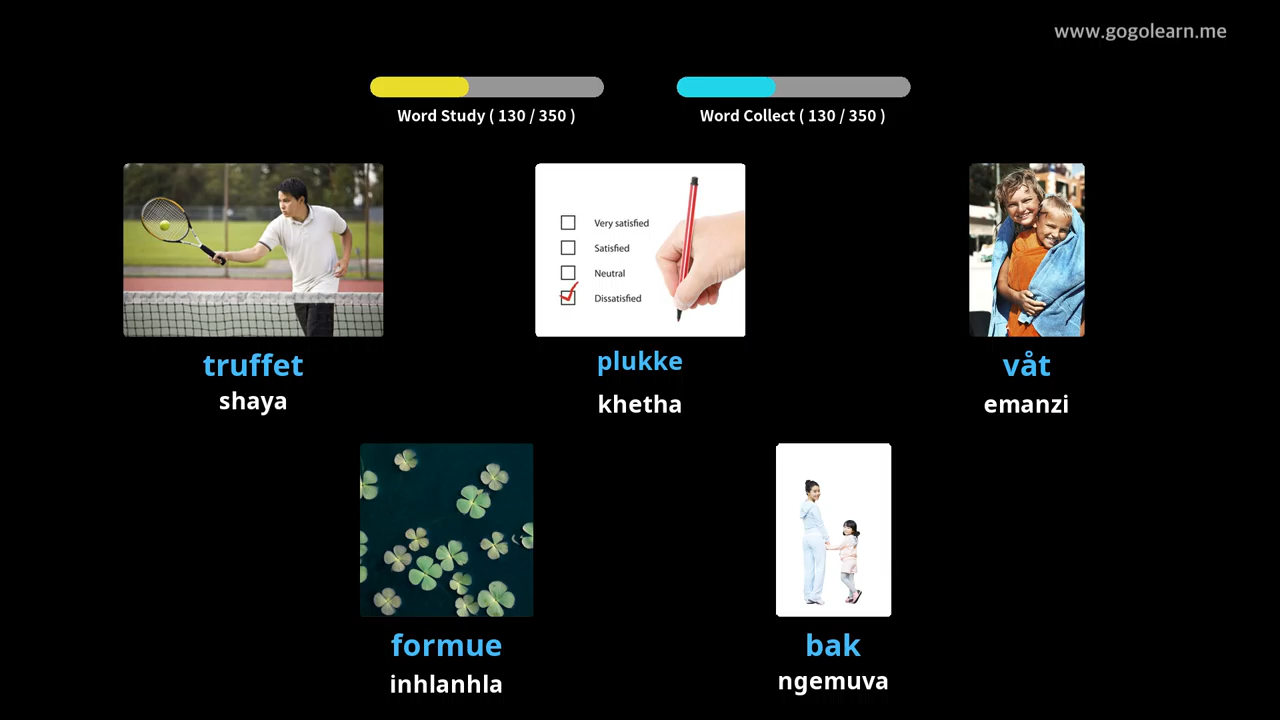 www.gogolearn.me
Word Study ( 130 / 350 )
Word Collect ( 130 / 350 )
Very satisfied
Satisfied
Neutral
Dissatisfied
truffet
plukke
våt
shaya
khetha
emanzi
formue
bak
inhlanhla
ngemuva